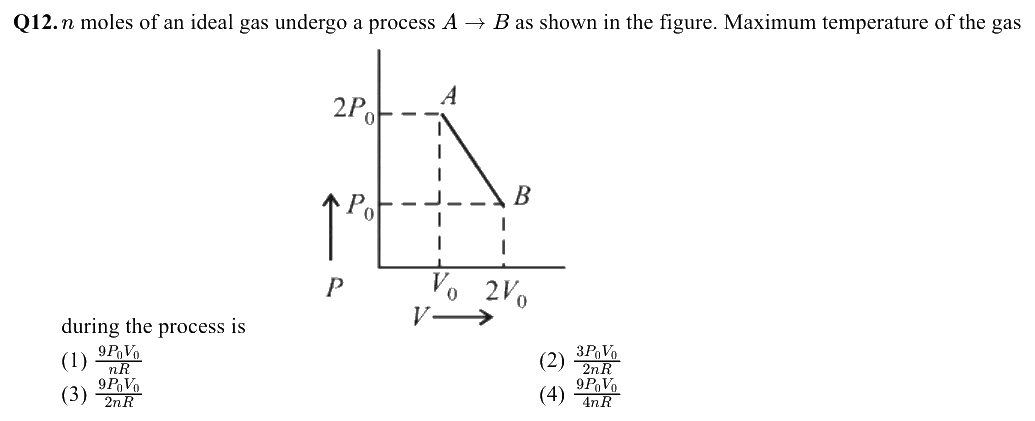 Q12. n moles of an ideal gas undergo a process A → B as shown in the figure. Maximum temperature of the gas
2P₀
A
P₀
B
P
V₀ 2V₀
V
during the process is
(1) 9P₀V₀/nR (2) 3P₀V₀/2nR
(3) 9P₀V₀/2nR (4) 9P₀V₀/4nR